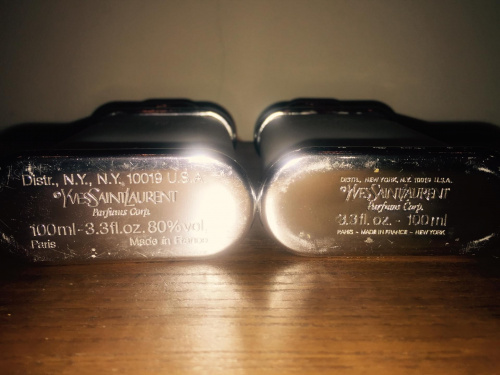 Distr., N.Y., N.Y., 10019 U.S.A.
YVESSAINTLAURENT
Parfums Corp.
100ml-3.3fl.oz. 80%vol.
Paris Made in France
DISTR., NEW YORK, N.Y. 10019 U.S.A.
YVESSAINTLAURENT
Parfums Corp.
3.3 fl. oz. - 100 ml
PARIS - MADE IN FRANCE - NEW YORK